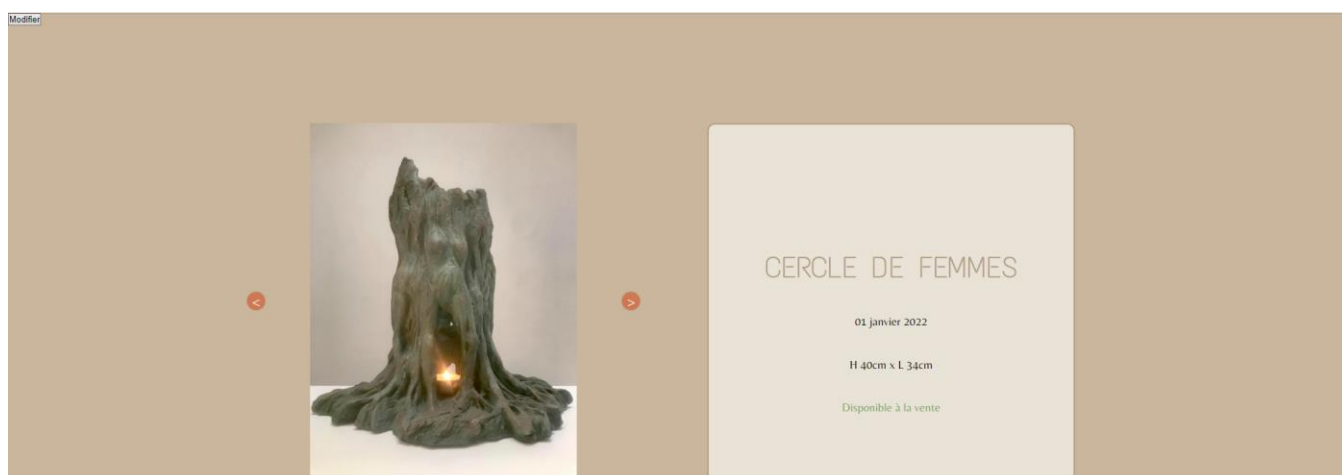 Modifier
<
>
CERCLE DE FEMMES
01 janvier 2022
H 40cm x L 34cm
Disponible à la vente